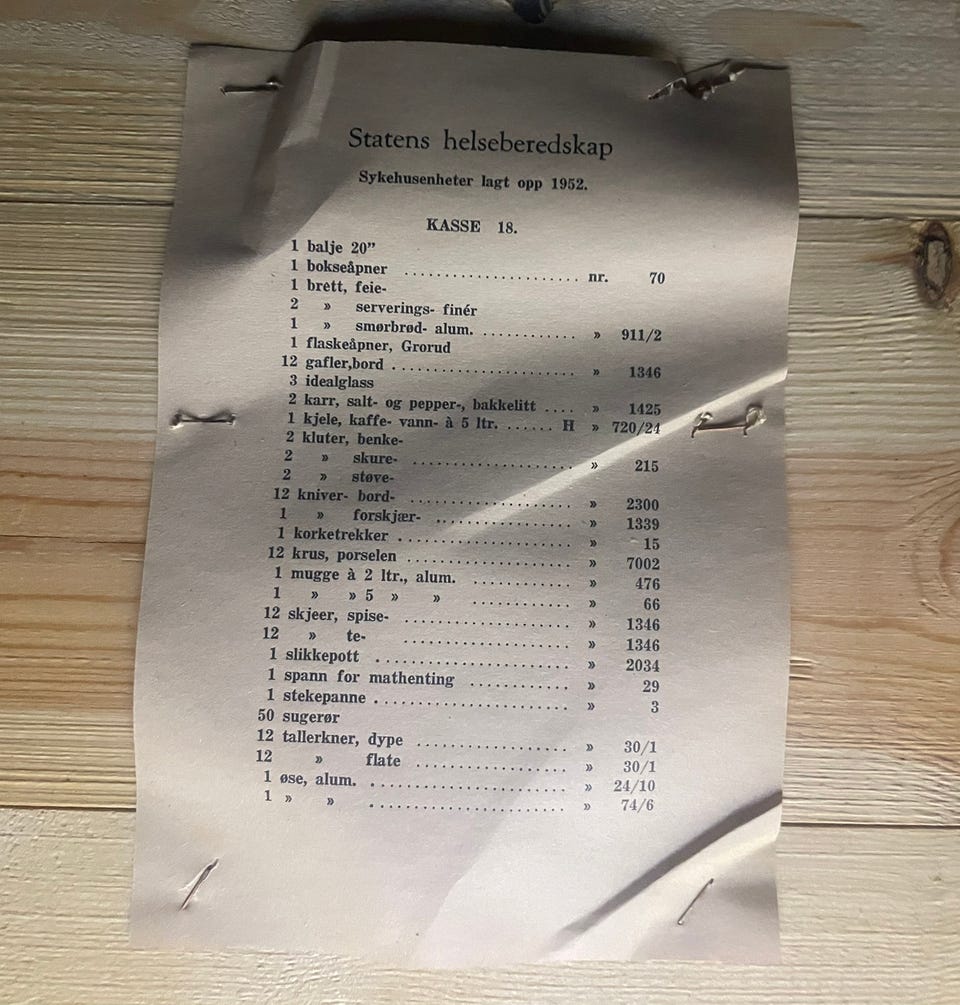 Statens helseberedskap
Sykehusenheter lagt opp 1952.
KASSE 18.
1 balje 20”
1 bokseåpner .................... nr. 70
1 brett, feie-
2 » serverings- finér
1 » smørbrød- alum. ............ » 911/2
1 flaskeåpner, Grorud
12 gafler,bord ........................ » 1346
3 idealglass
2 karr, salt- og pepper-, bakkelitt .... » 1425
1 kjele, kaffe- vann- à 5 ltr. ...... H » 720/24
2 kluter, benke-
2 » skure- .................... » 215
2 » støve-
12 kniver- bord- .................... » 2300
1 » forskjær- ................. » 1339
1 korketrekker ...................... » 15
12 krus, porselen .................... » 7002
1 mugge à 2 ltr., alum. ............ » 476
1 » » 5 » » ............ » 66
12 skjeer, spise- .................... » 1346
12 » te- .................... » 1346
1 slikkepott ........................ » 2034
1 spann for mathenting ............ » 29
1 stekepanne ........................ » 3
50 sugerør
12 tallerkner, dype .................. » 30/1
12 » flate .................. » 30/1
1 øse, alum. ........................ » 24/10
1 » » ........................ » 74/6